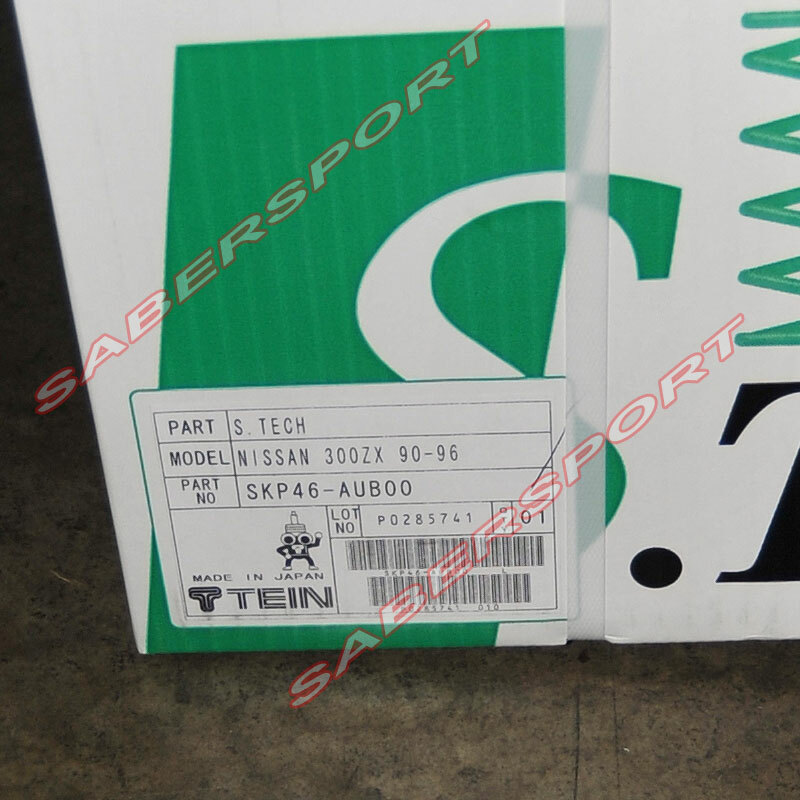 SABERSPORT
S.T
PART S.TECH
MODEL NISSAN 300ZX 90-96
PART NO SKP46-AUB00
LOT NO P0285741 01
MADE IN JAPAN
TEIN
SABERSPORT